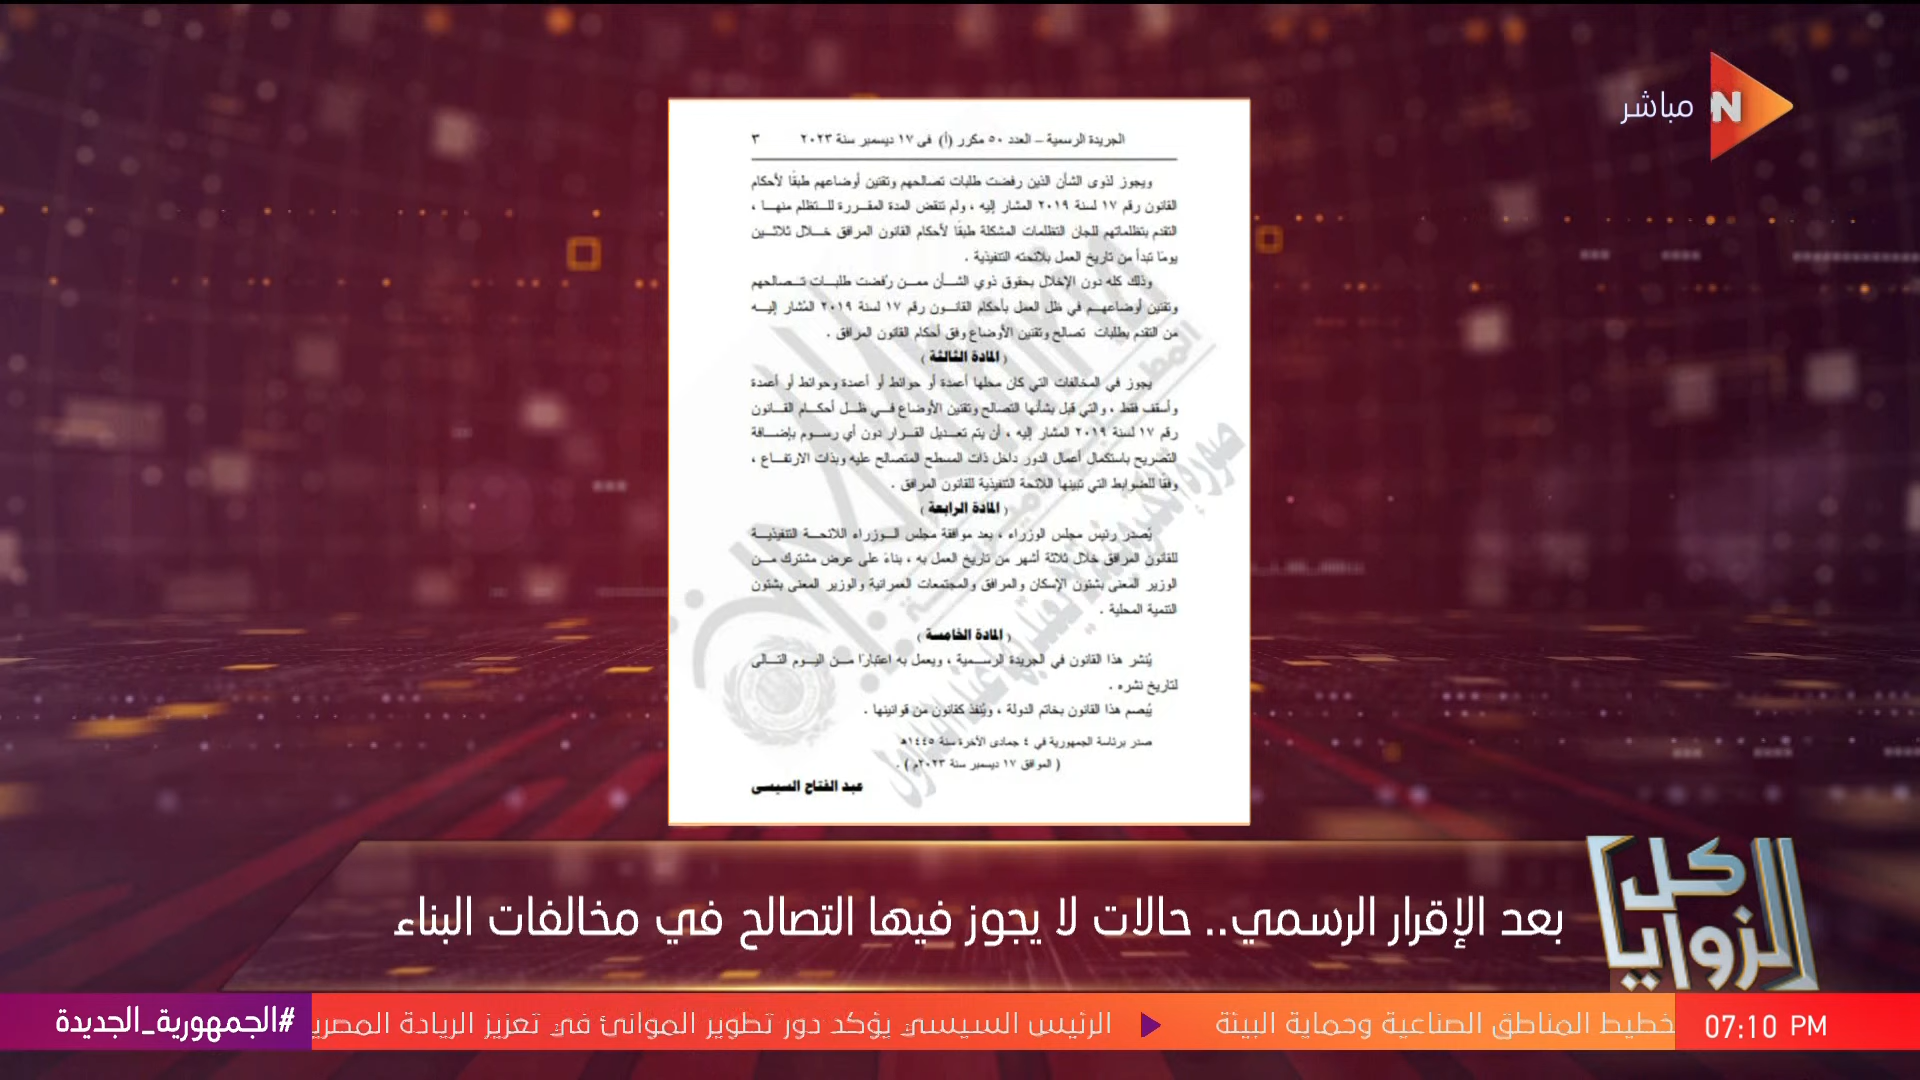 مباشر
N
الجريدة الرسمية – العدد ٥٠ مكرر (أ) في ١٧ ديسمبر سنة ٢٠٢٣ ٣
ويجوز لذوى الشأن الذين رفضت طلبات تصالحهم وتقنين أوضاعهم طبقًا لأحكام
القانون رقم ١٧ لسنة ٢٠١٩ المشار إليه ، ولم تنقض المدة المقررة للتظلم منها ،
التقدم بتظلماتهم للجان التظلمات المشكلة طبقًا لأحكام القانون المرافق خلال ثلاثين
يومًا تبدأ من تاريخ العمل بلائحته التنفيذية .
وذلك كله دون الإخلال بحقوق ذوي الشأن ممن رُفضت طلبات تصالحهم
وتقنين أوضاعهم في ظل العمل بأحكام القانون رقم ١٧ لسنة ٢٠١٩ المُشار إليه
من التقدم بطلبات تصالح وتقنين الأوضاع وفق أحكام القانون المرافق .
( المادة الثالثة )
يجوز في المخالفات التي كان محلها أعمدة أو حوائط أو أعمدة وحوائط أو أعمدة
وأسقف فقط ، والتي قبل بشأنها التصالح وتقنين الأوضاع في ظل أحكام القانون
رقم ١٧ لسنة ٢٠١٩ المشار إليه ، أن يتم تعديل القرار دون أي رسوم بإضافة
التصريح باستكمال أعمال الدور داخل ذات المسطح المتصالح عليه وبذات الارتفاع ،
وفقا للضوابط التي تبينها اللائحة التنفيذية للقانون المرافق .
( المادة الرابعة )
يُصدر رئيس مجلس الوزراء ، بعد موافقة مجلس الوزراء اللائحة التنفيذية
للقانون المرافق خلال ثلاثة أشهر من تاريخ العمل به ، بناءً على عرض مشترك من
الوزير المعنى بشئون الإسكان والمرافق والمجتمعات العمرانية والوزير المعنى بشئون
التنمية المحلية .
( المادة الخامسة )
يُنشر هذا القانون في الجريدة الرسمية ، ويعمل به اعتبارًا من اليوم التالى
لتاريخ نشره .
يُبصم هذا القانون بخاتم الدولة ، ويُنفذ كقانون من قوانينها .
صدر برئاسة الجمهورية في ٤ جمادى الآخرة سنة ١٤٤٥هـ
( الموافق ١٧ ديسمبر سنة ٢٠٢٣م ) .
عبد الفتاح السيسى
كل الزوايا
بعد الإقرار الرسمي.. حالات لا يجوز فيها التصالح في مخالفات البناء
07:10 PM
خطيط المناطق الصناعية وحماية البيئة
الرئيس السيسي يؤكد دور تطوير الموانئ في تعزيز الريادة المصري
#الجمهورية_الجديدة